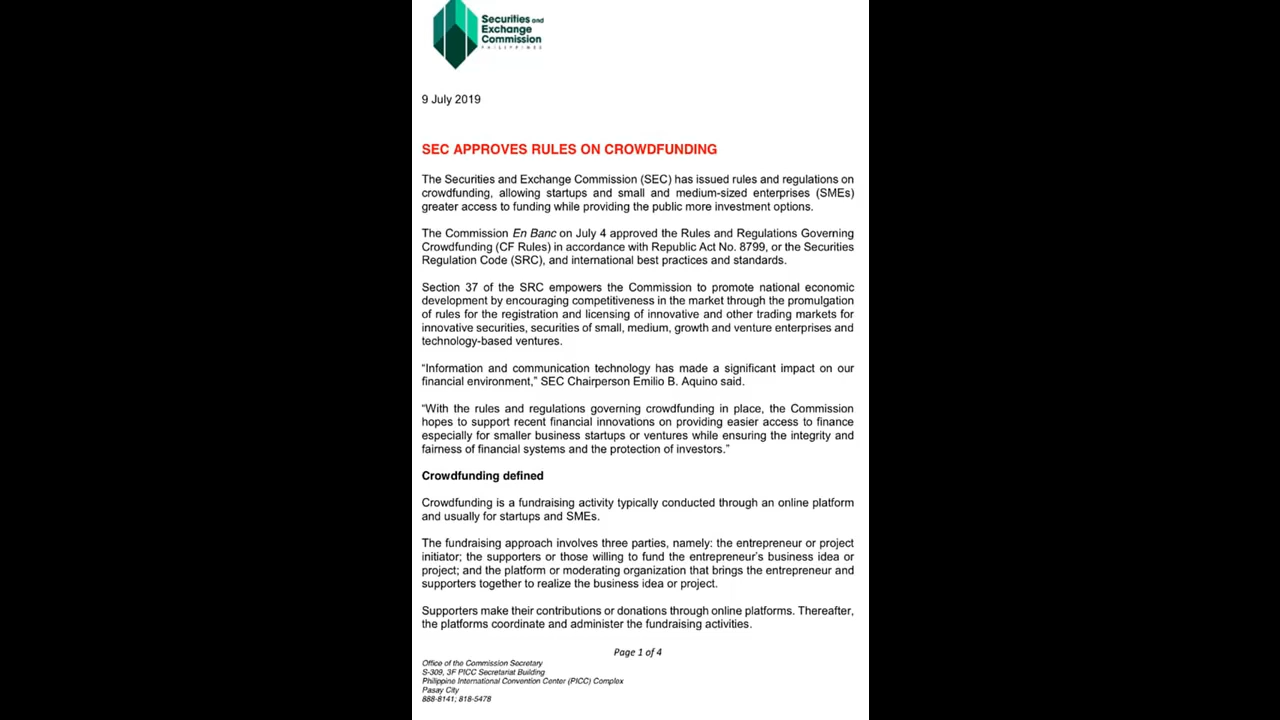 Securities and
Exchange
Commission
PHILIPPINES
9 July 2019
SEC APPROVES RULES ON CROWDFUNDING
The Securities and Exchange Commission (SEC) has issued rules and regulations on
crowdfunding, allowing startups and small and medium-sized enterprises (SMEs)
greater access to funding while providing the public more investment options.
The Commission En Banc on July 4 approved the Rules and Regulations Governing
Crowdfunding (CF Rules) in accordance with Republic Act No. 8799, or the Securities
Regulation Code (SRC), and international best practices and standards.
Section 37 of the SRC empowers the Commission to promote national economic
development by encouraging competitiveness in the market through the promulgation
of rules for the registration and licensing of innovative and other trading markets for
innovative securities, securities of small, medium, growth and venture enterprises and
technology-based ventures.
“Information and communication technology has made a significant impact on our
financial environment,” SEC Chairperson Emilio B. Aquino said.
“With the rules and regulations governing crowdfunding in place, the Commission
hopes to support recent financial innovations on providing easier access to finance
especially for smaller business startups or ventures while ensuring the integrity and
fairness of financial systems and the protection of investors.”
Crowdfunding defined
Crowdfunding is a fundraising activity typically conducted through an online platform
and usually for startups and SMEs.
The fundraising approach involves three parties, namely: the entrepreneur or project
initiator; the supporters or those willing to fund the entrepreneur’s business idea or
project; and the platform or moderating organization that brings the entrepreneur and
supporters together to realize the business idea or project.
Supporters make their contributions or donations through online platforms. Thereafter,
the platforms coordinate and administer the fundraising activities.
Page 1 of 4
Office of the Commission Secretary
S-309, 3F PICC Secretariat Building
Philippine International Convention Center (PICC) Complex
Pasay City
888-8141; 818-5478